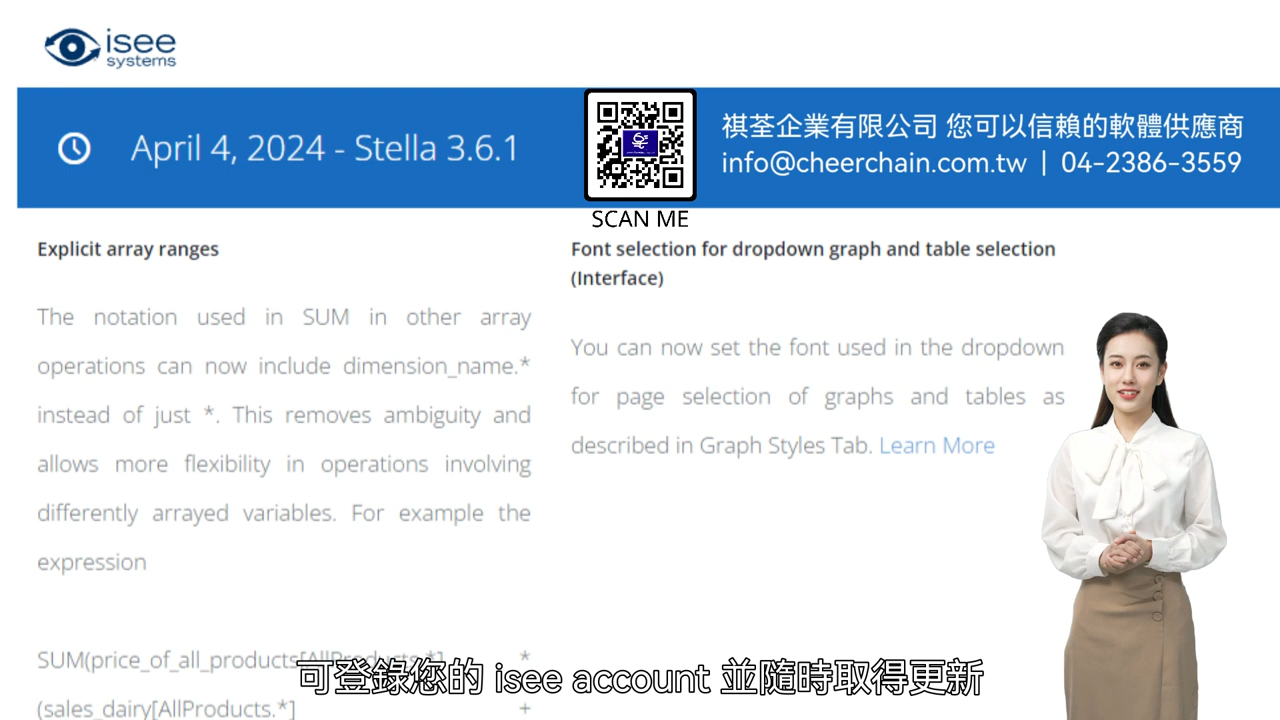 isee
systems
April 4, 2024 - Stella 3.6.1
祺荃企業有限公司 您可以信賴的軟體供應商
info@cheerchain.com.tw | 04-2386-3559
SCAN ME
Explicit array ranges
The notation used in SUM in other array
operations can now include dimension_name.*
instead of just *. This removes ambiguity and
allows more flexibility in operations involving
differently arrayed variables. For example the
expression
SUM(price_of_all_products[AllProducts.*] *
(sales_dairy[AllProducts.*] +
Font selection for dropdown graph and table selection
(Interface)
You can now set the font used in the dropdown
for page selection of graphs and tables as
described in Graph Styles Tab. Learn More
可登錄您的 isee account 並隨時取得更新